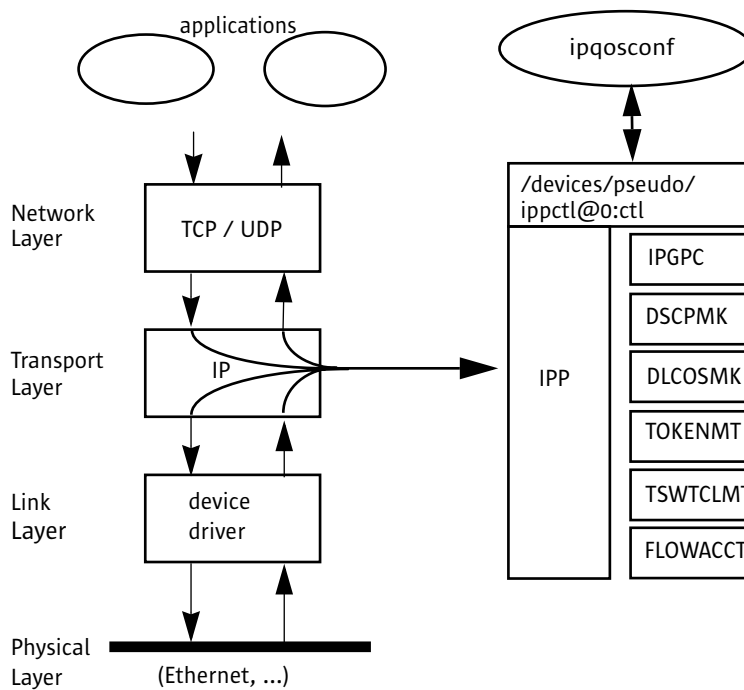 applications
ipqosconf
/devices/pseudo/
ippctl@0:ctl
Network
Layer
TCP / UDP
IPGPC
DSCPMK
Transport
Layer
IP
IPP
DLCOSMK
TOKENMT
Link
Layer
device
driver
TSWTCLMT
FLOWACCT
Physical
Layer
(Ethernet, ...)